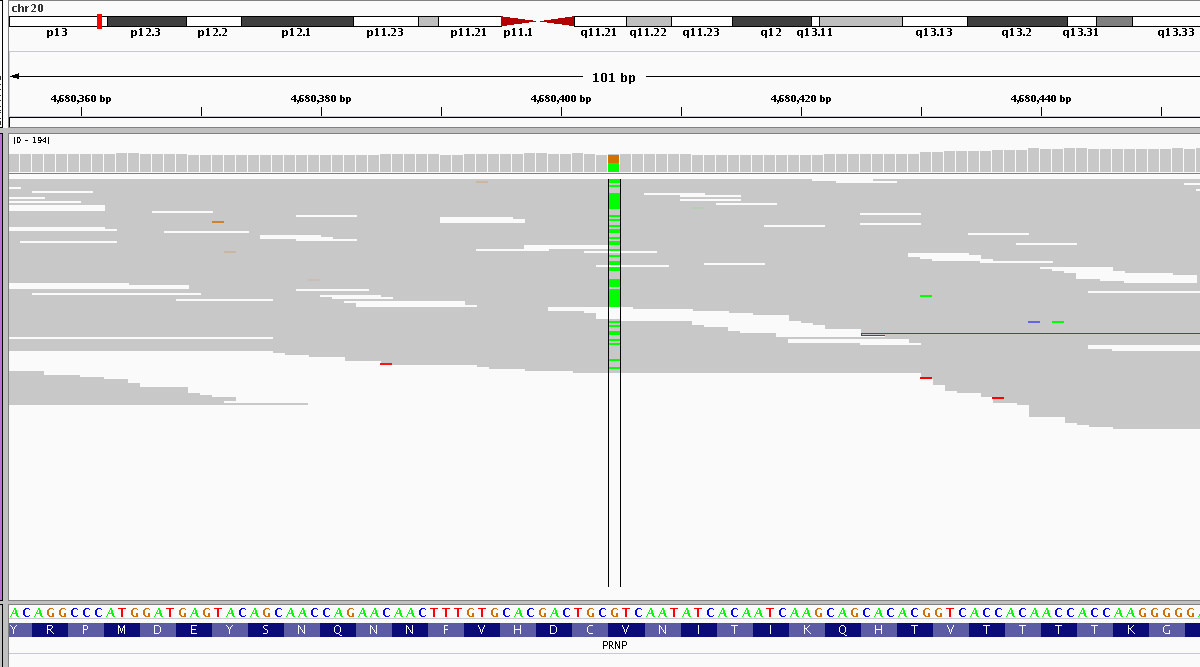 chr20
p13 p12.3 p12.2 p12.1 p11.23 p11.21 p11.1 q11.21 q11.22 q11.23 q12 q13.11 q13.13 q13.2 q13.31 q13.33
101 bp
4,680,360 bp 4,680,380 bp 4,680,400 bp 4,680,420 bp 4,680,440 bp
[0 - 194]
ACAGGCCCATGGATGAGTACAGCAACCAGAACAACTTTGTGCACGACTGCGTCAATATCACAATCAAGCAGCACACGGTCACCACAACCACCAAGGGGG
Y R P M D E Y S N Q N N F V H D C V N I T I K Q H T V T T T T K G
PRNP